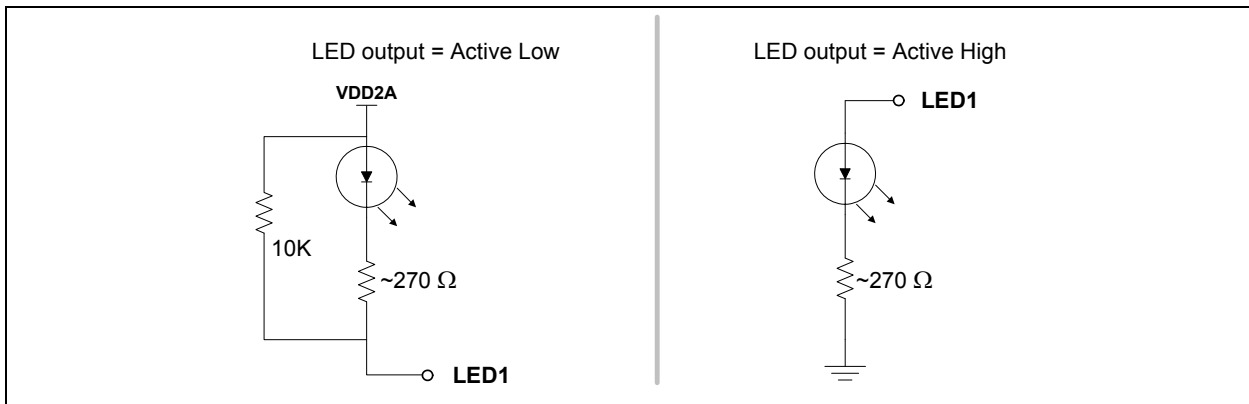 LED output = Active Low
VDD2A
10K
~270 Ω
LED1
LED output = Active High
LED1
~270 Ω